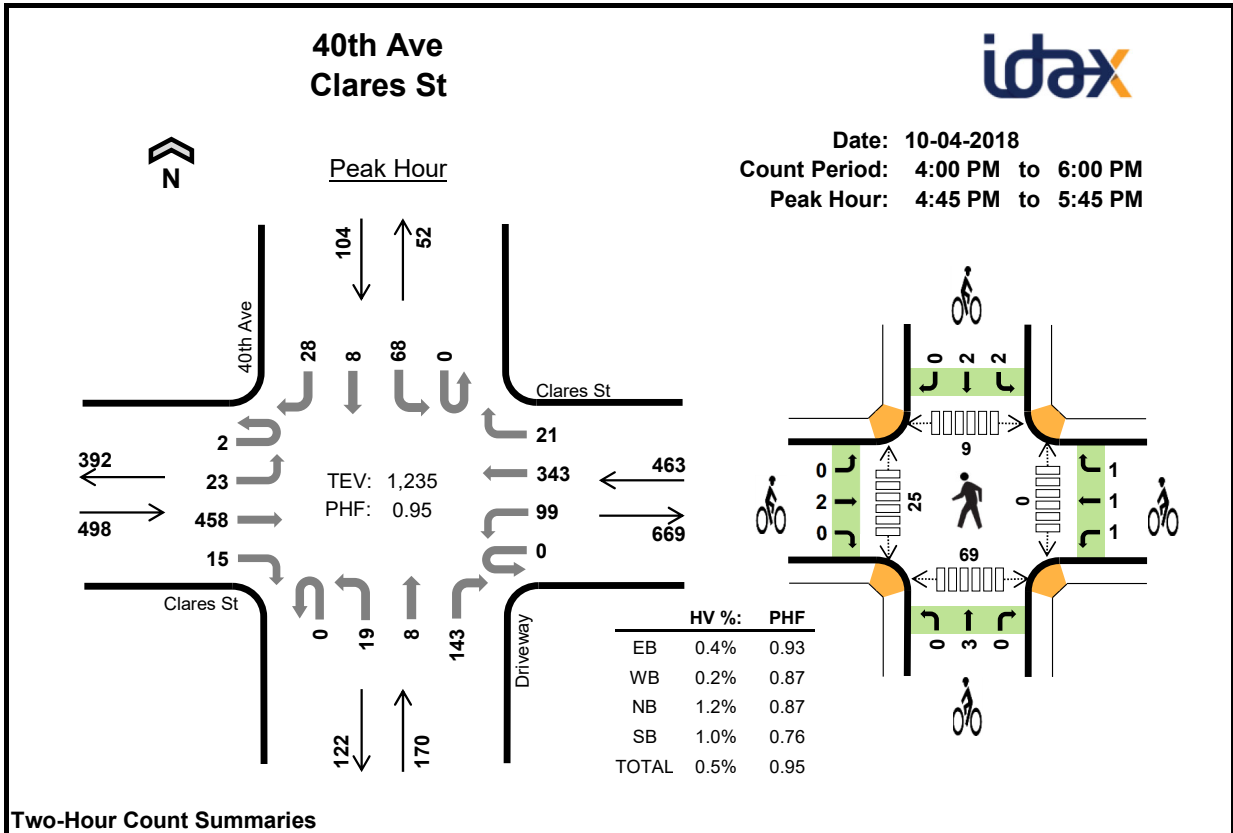 40th Ave
Clares St
idax
Date: 10-04-2018
Count Period: 4:00 PM to 6:00 PM
Peak Hour: 4:45 PM to 5:45 PM
N
Peak Hour
104
52
40th Ave
28
8
68
0
Clares St
2
21
392
23
TEV: 1,235
343
463
498
458
PHF: 0.95
99
669
15
0
Clares St
0
19
8
143
Driveway
122
170
0
2
2
9
0
2
0
25
0
1
1
1
69
0
3
0
HV %: PHF
EB 0.4% 0.93
WB 0.2% 0.87
NB 1.2% 0.87
SB 1.0% 0.76
TOTAL 0.5% 0.95
Two-Hour Count Summaries